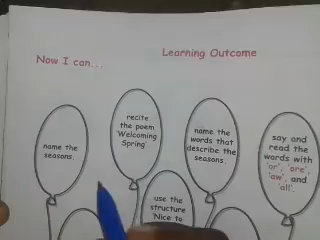 Learning Outcome
Now I can...
name the
seasons.
recite
the poem
'Welcoming
Spring'.
name the
words that
describe the
seasons.
say and
read the
words with
'or', 'ore',
'aw', and
'all'.
use the
structure
'Nice to